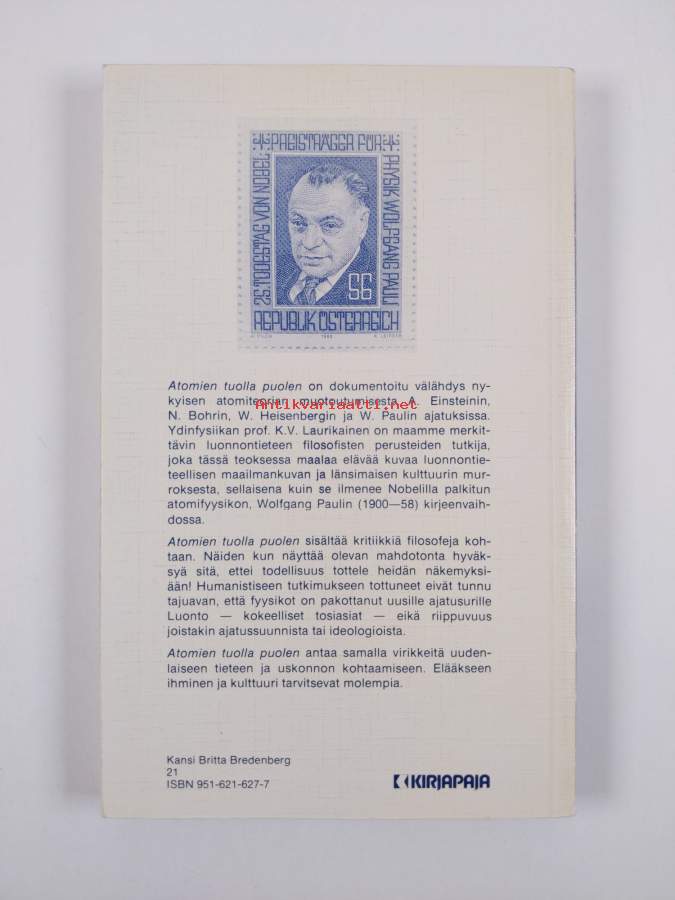 PREISTRÄGER FÜR
25 TODESTAG VON NOBEL
PHYSIK WOLFGANG PAULI
S6
REPUBLIK ÖSTERREICH
1983
Atomien tuolla puolen on dokumentoitu välähdys ny-
kyisen atomiteorian muotoutumisesta A. Einsteinin,
antikvariaatti.net
N. Bohrin, W. Heisenbergin ja W. Paulin ajatuksissa.
Ydinfysiikan prof. K.V. Laurikainen on maamme merkit-
tävin luonnontieteen filosofisten perusteiden tutkija,
joka tässä teoksessa maalaa elävää kuvaa luonnontie-
teellisen maailmankuvan ja länsimaisen kulttuurin mur-
roksesta, sellaisena kuin se ilmenee Nobelilla palkitun
atomifyysikon, Wolfgang Paulin (1900—58) kirjeenvaih-
dossa.
Atomien tuolla puolen sisältää kritiikkiä filosofeja koh-
taan. Näiden kun näyttää olevan mahdotonta hyväk-
syä sitä, ettei todellisuus tottele heidän näkemyksi-
ään! Humanistiseen tutkimukseen tottuneet eivät tunnu
tajuavan, että fyysikot on pakottanut uusille ajatusurille
Luonto — kokeelliset tosiasiat — eikä riippuvuus
joistakin ajatussuunnista tai ideologioista.
Atomien tuolla puolen antaa samalla virikkeitä uuden-
laiseen tieteen ja uskonnon kohtaamiseen. Elääkseen
ihminen ja kulttuuri tarvitsevat molempia.
Kansi Britta Bredenberg
21
ISBN 951-621-627-7
KIRJAPAJA